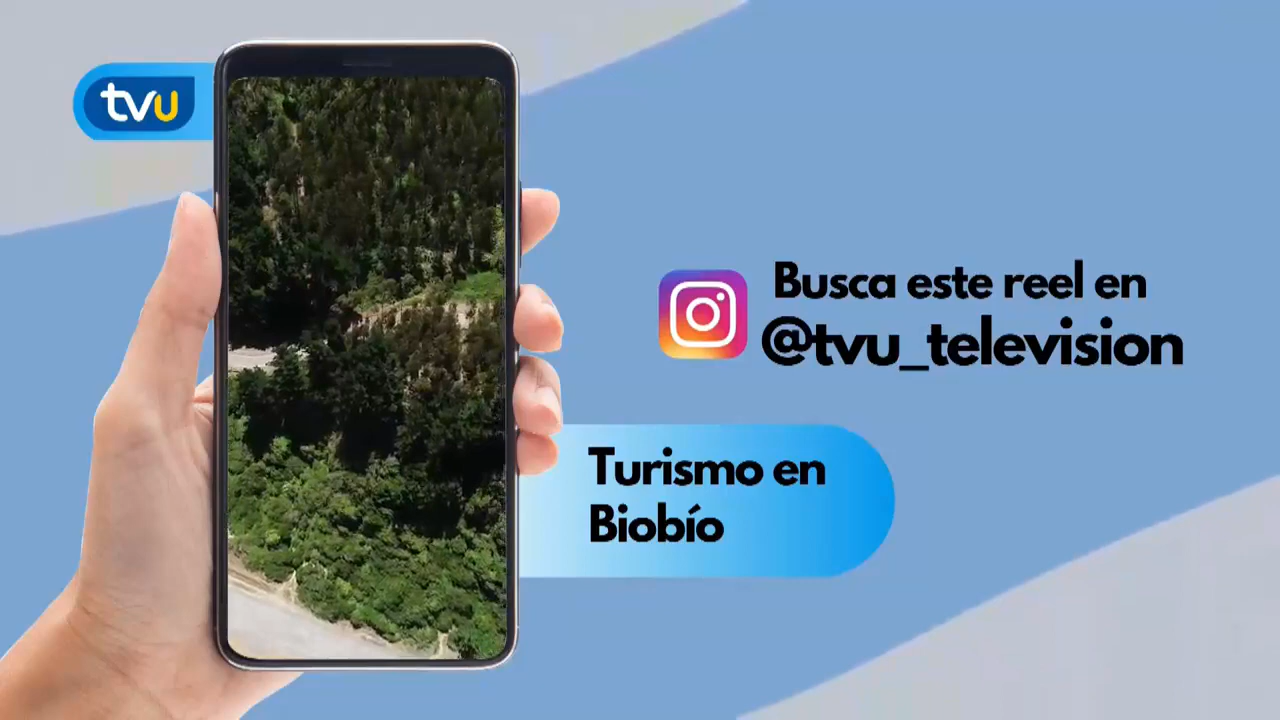 tvu
Busca este reel en
@tvu_television
Turismo en
Biobío